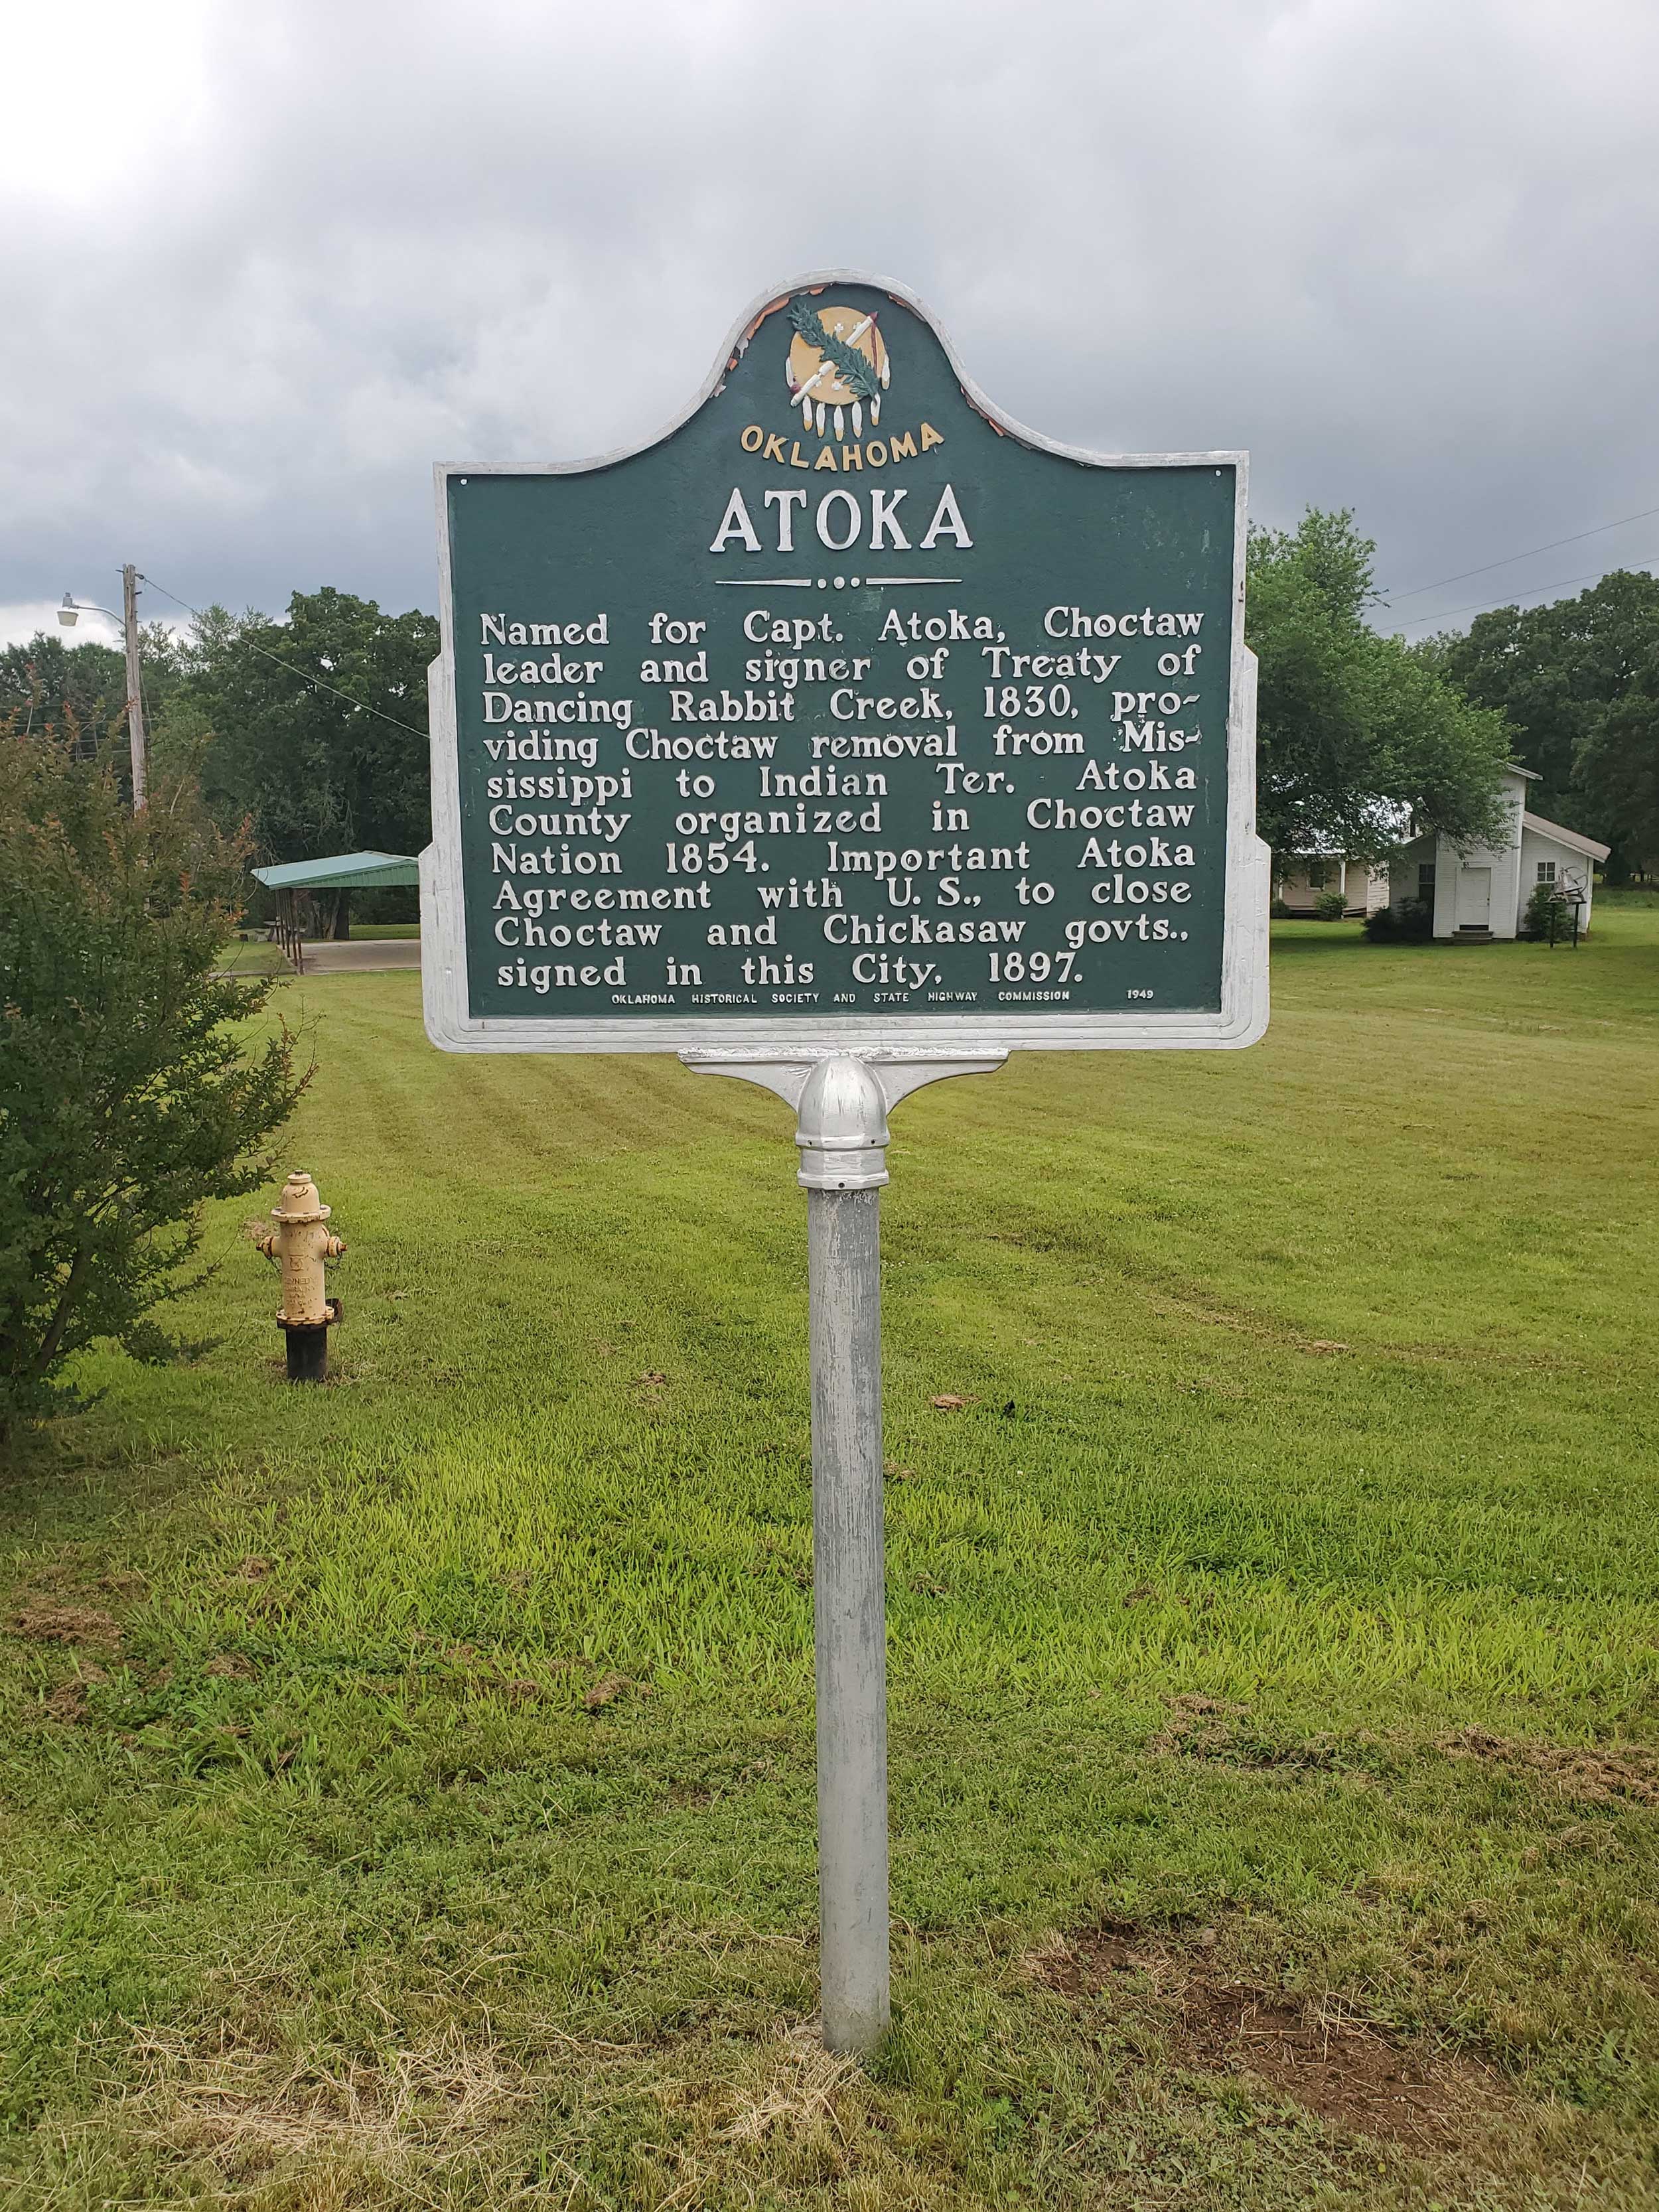 OKLAHOMA
ATOKA
Named for Capt. Atoka, Choctaw
leader and signer of Treaty of
Dancing Rabbit Creek, 1830, pro-
viding Choctaw removal from Mis-
sissippi to Indian Ter. Atoka
County organized in Choctaw
Nation 1854. Important Atoka
Agreement with U. S., to close
Choctaw and Chickasaw govts.,
signed in this City, 1897.
OKLAHOMA HISTORICAL SOCIETY AND STATE HIGHWAY COMMISSION 1949